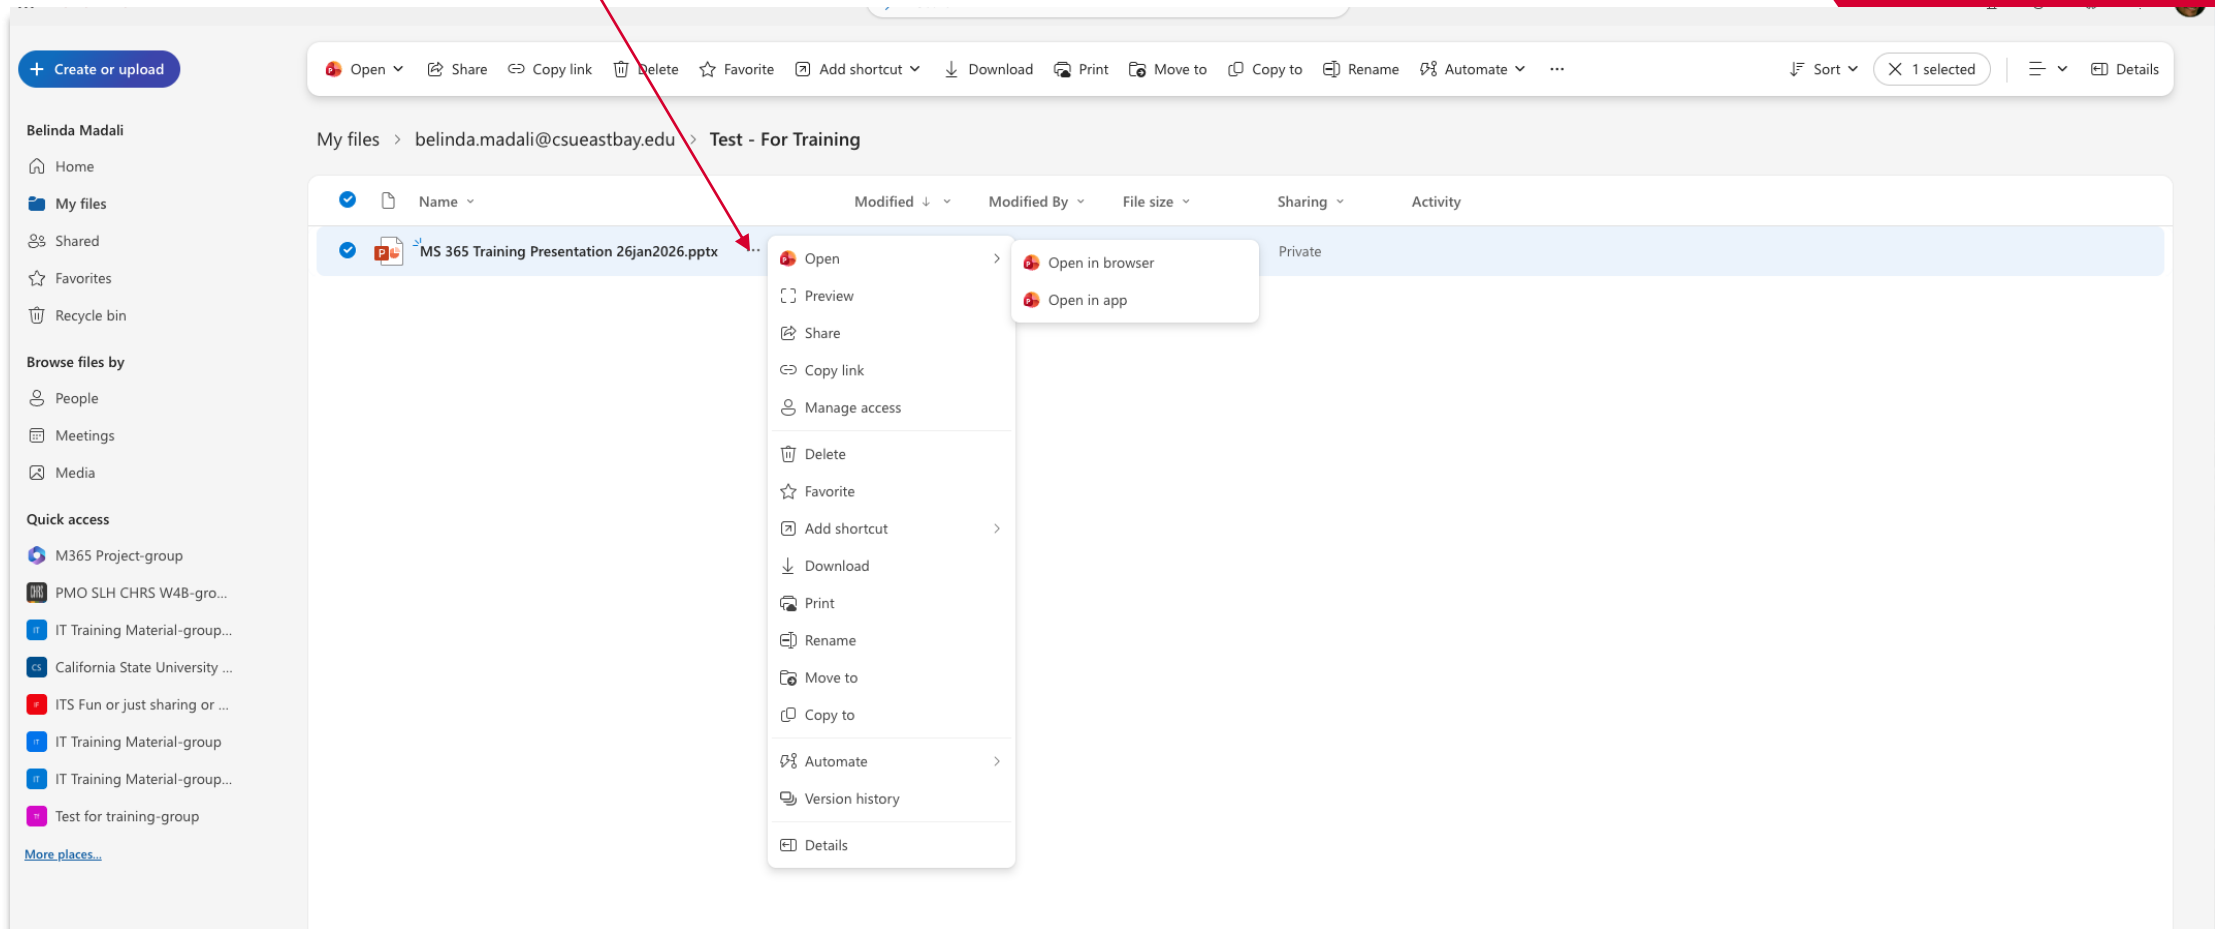 Create or upload
Open Share Copy link Delete Favorite Add shortcut Download Print Move to Copy to Rename Automate ... Sort 1 selected Details
Belinda Madali
Home
My files
Shared
Favorites
Recycle bin
Browse files by
People
Meetings
Media
Quick access
M365 Project-group
PMO SLH CHRS W4B-gro...
IT Training Material-group...
California State University ...
ITS Fun or just sharing or ...
IT Training Material-group
IT Training Material-group...
Test for training-group
More places...
My files > belinda.madali@csueastbay.edu > Test - For Training
Name Modified Modified By File size Sharing Activity
MS 365 Training Presentation 26jan2026.pptx ... Private
Open
Preview
Share
Copy link
Manage access
Delete
Favorite
Add shortcut
Download
Print
Rename
Move to
Copy to
Automate
Version history
Details
Open in browser
Open in app